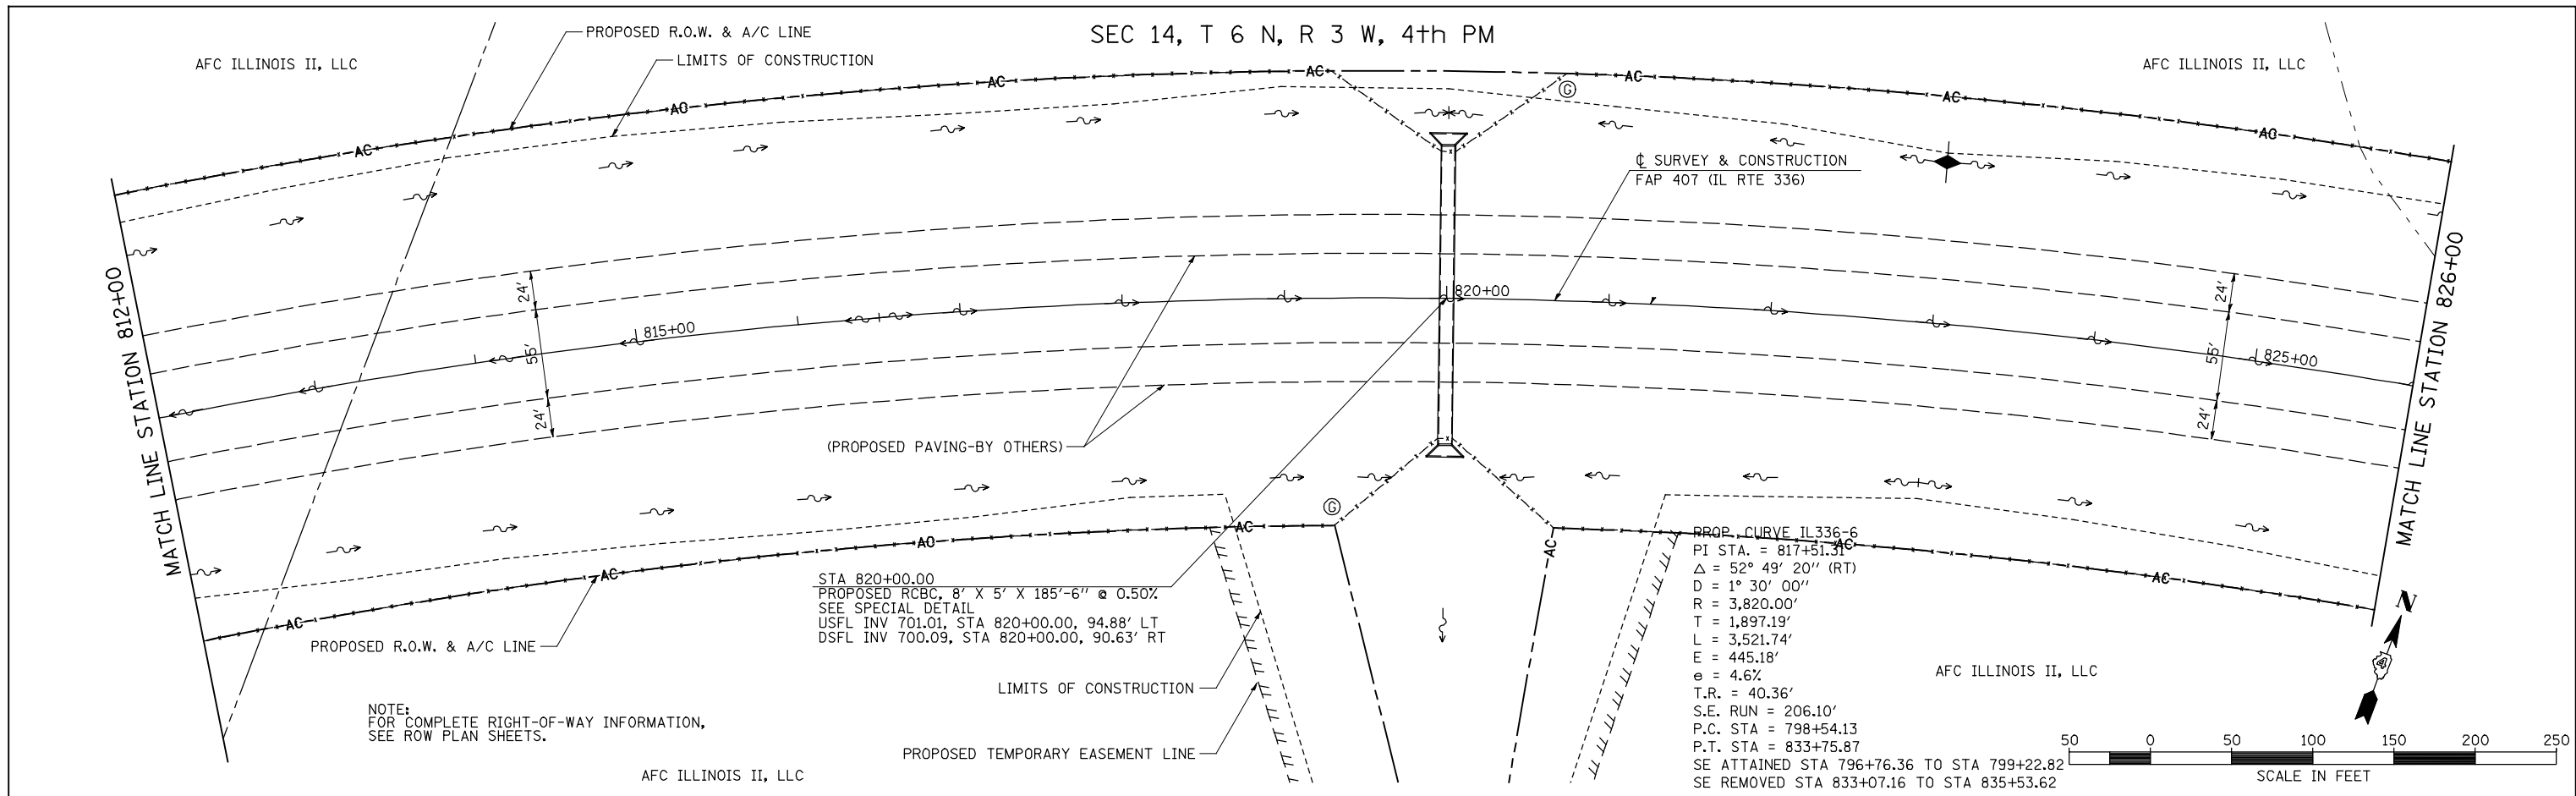 SEC 14, T 6 N, R 3 W, 4th PM
PROPOSED R.O.W. & A/C LINE
LIMITS OF CONSTRUCTION
AFC ILLINOIS II, LLC
AFC ILLINOIS II, LLC
AC
AC
AC
AC
AC
AC
AC
G
℄ SURVEY & CONSTRUCTION
FAP 407 (IL RTE 336)
MATCH LINE STATION 812+00
MATCH LINE STATION 826+00
24'
55'
24'
815+00
820+00
825+00
24'
55'
24'
(PROPOSED PAVING-BY OTHERS)
G
AC
AC
AC
AC
AC
AC
AC
STA 820+00.00
PROPOSED RCBC, 8' X 5' X 185'-6" @ 0.50%
SEE SPECIAL DETAIL
USFL INV 701.01, STA 820+00.00, 94.88' LT
DSFL INV 700.09, STA 820+00.00, 90.63' RT
PROPOSED R.O.W. & A/C LINE
LIMITS OF CONSTRUCTION
PROPOSED TEMPORARY EASEMENT LINE
NOTE:
FOR COMPLETE RIGHT-OF-WAY INFORMATION,
SEE ROW PLAN SHEETS.
AFC ILLINOIS II, LLC
PROP. CURVE IL336-6
PI STA. = 817+51.31
△ = 52° 49' 20" (RT)
D = 1° 30' 00"
R = 3,820.00'
T = 1,897.19'
L = 3,521.74'
E = 445.18'
e = 4.6%
T.R. = 40.36'
S.E. RUN = 206.10'
P.C. STA = 798+54.13
P.T. STA = 833+75.87
SE ATTAINED STA 796+76.36 TO STA 799+22.82
SE REMOVED STA 833+07.16 TO STA 835+53.62
AFC ILLINOIS II, LLC
N
4
50 0 50 100 150 200 250
SCALE IN FEET